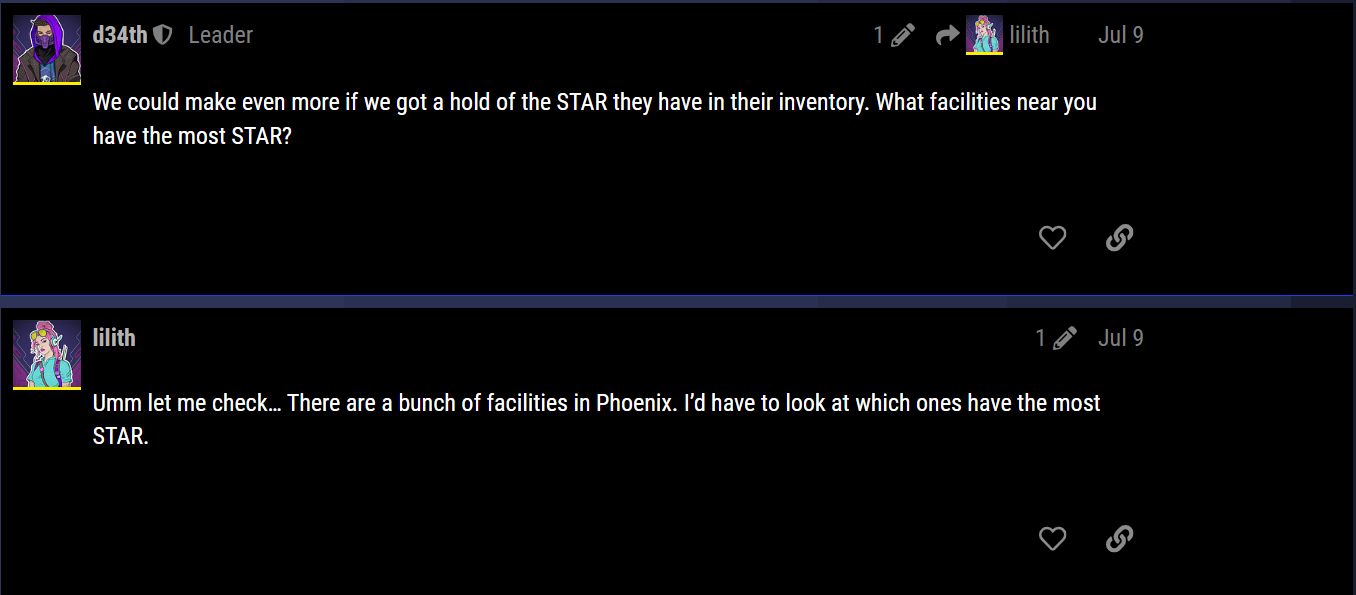 d34th Leader 1 lilith Jul 9
We could make even more if we got a hold of the STAR they have in their inventory. What facilities near you
have the most STAR?
lilith 1 Jul 9
Umm let me check… There are a bunch of facilities in Phoenix. I’d have to look at which ones have the most
STAR.